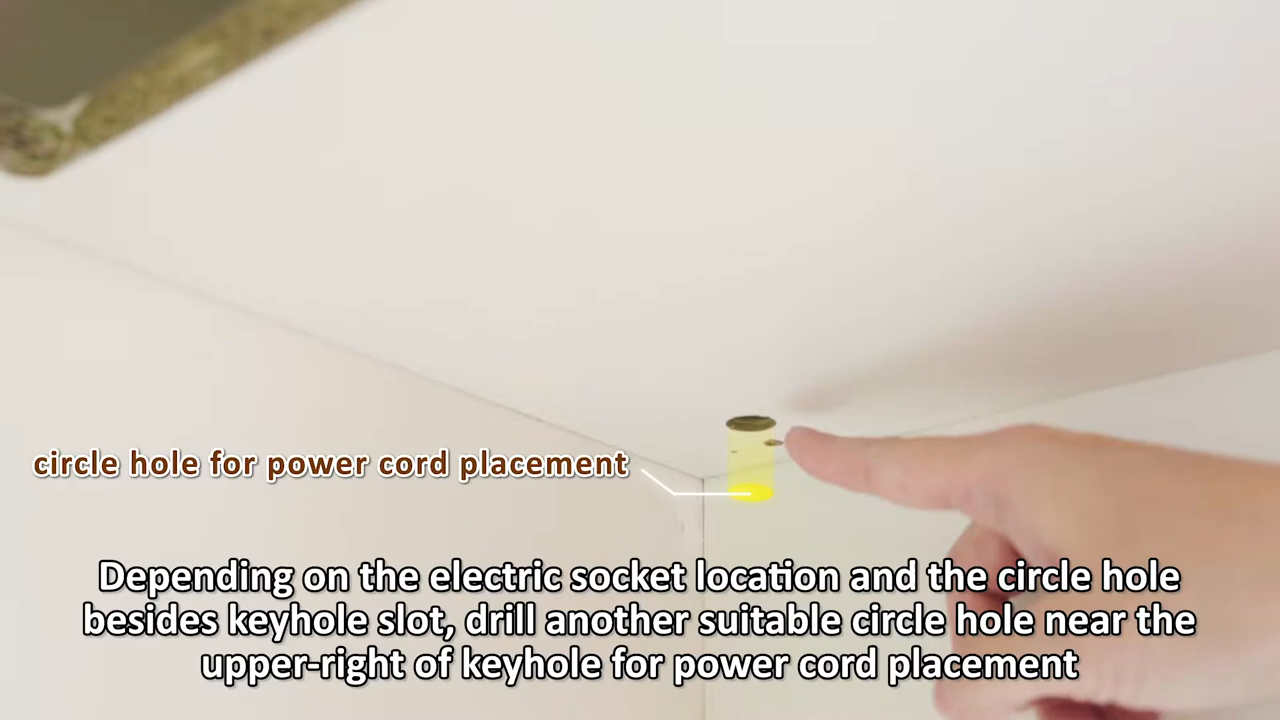 circle hole for power cord placement
Depending on the electric socket location and the circle hole
besides keyhole slot, drill another suitable circle hole near the
upper-right of keyhole for power cord placement